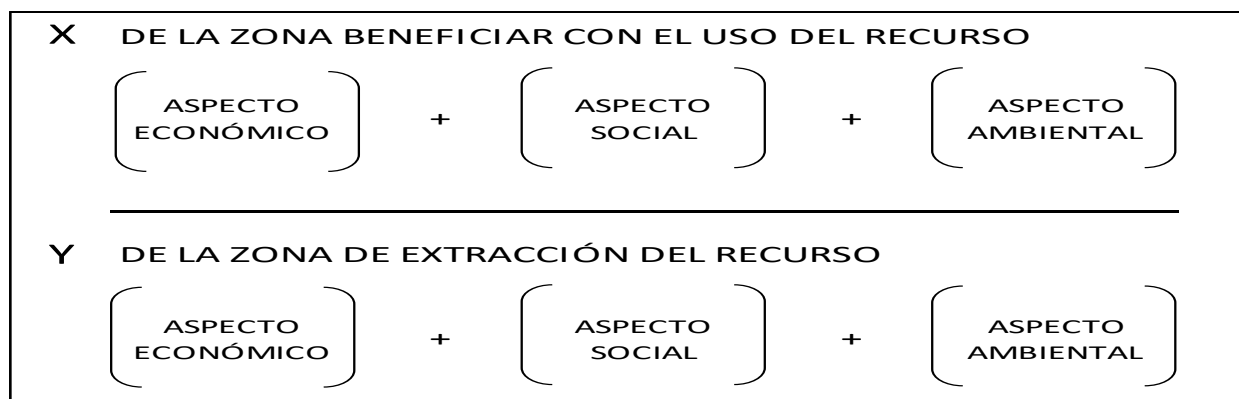 X DE LA ZONA BENEFICIAR CON EL USO DEL RECURSO
ASPECTO ECONÓMICO + ASPECTO SOCIAL + ASPECTO AMBIENTAL
Y DE LA ZONA DE EXTRACCIÓN DEL RECURSO
ASPECTO ECONÓMICO + ASPECTO SOCIAL + ASPECTO AMBIENTAL